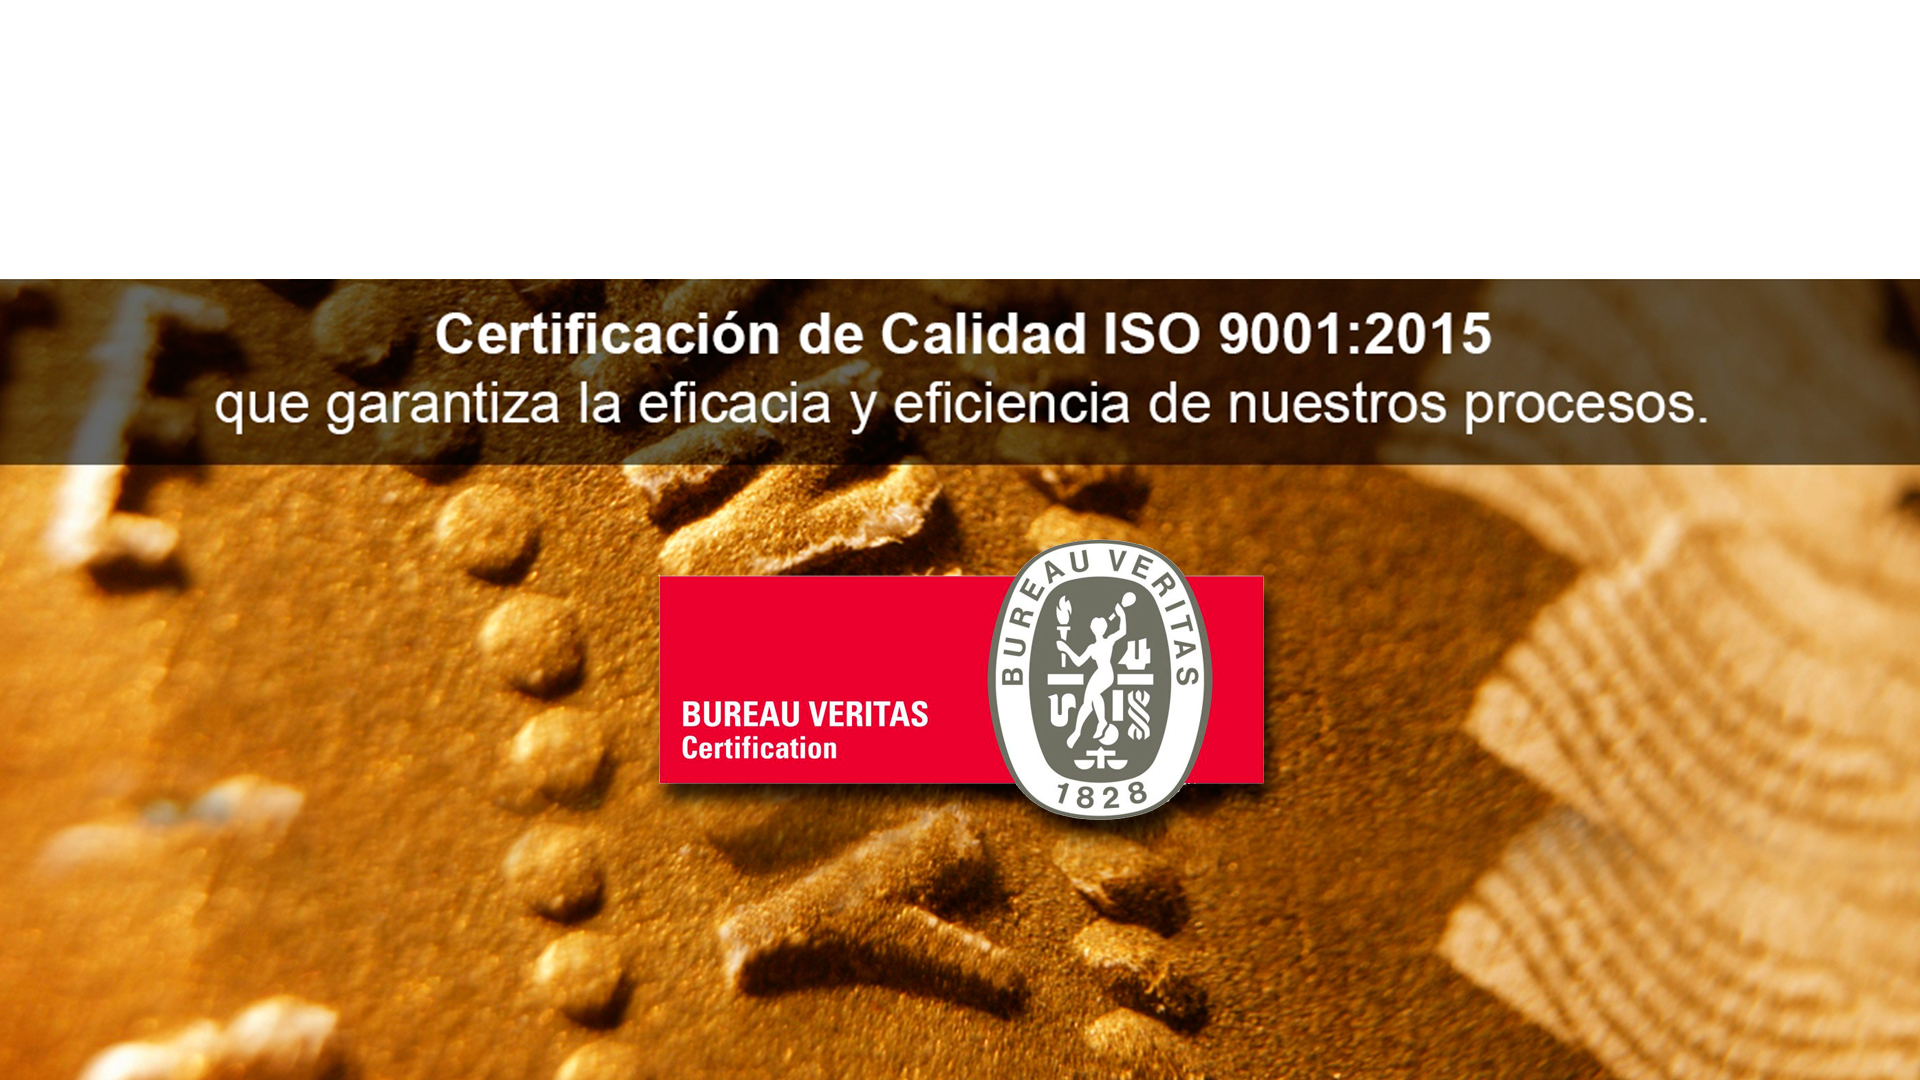 Certificación de Calidad ISO 9001:2015
que garantiza la eficacia y eficiencia de nuestros procesos.
BUREAU VERITAS
Certification
BUREAU VERITAS
1828